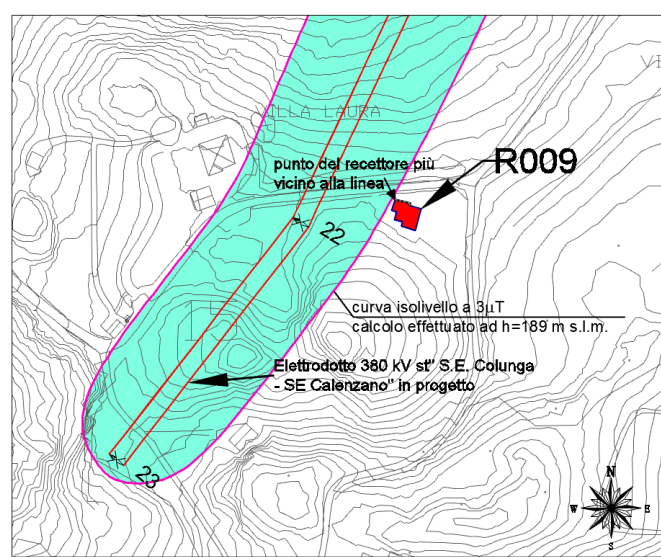 VILLA LAURA
punto del recettore più
vicino alla linea
R009
22
curva isolivello a 3μT
calcolo effettuato ad h=189 m s.l.m.
Elettrodotto 380 kV st" S.E. Colunga
- SE Calenzano" in progetto
23
N
W
E
S